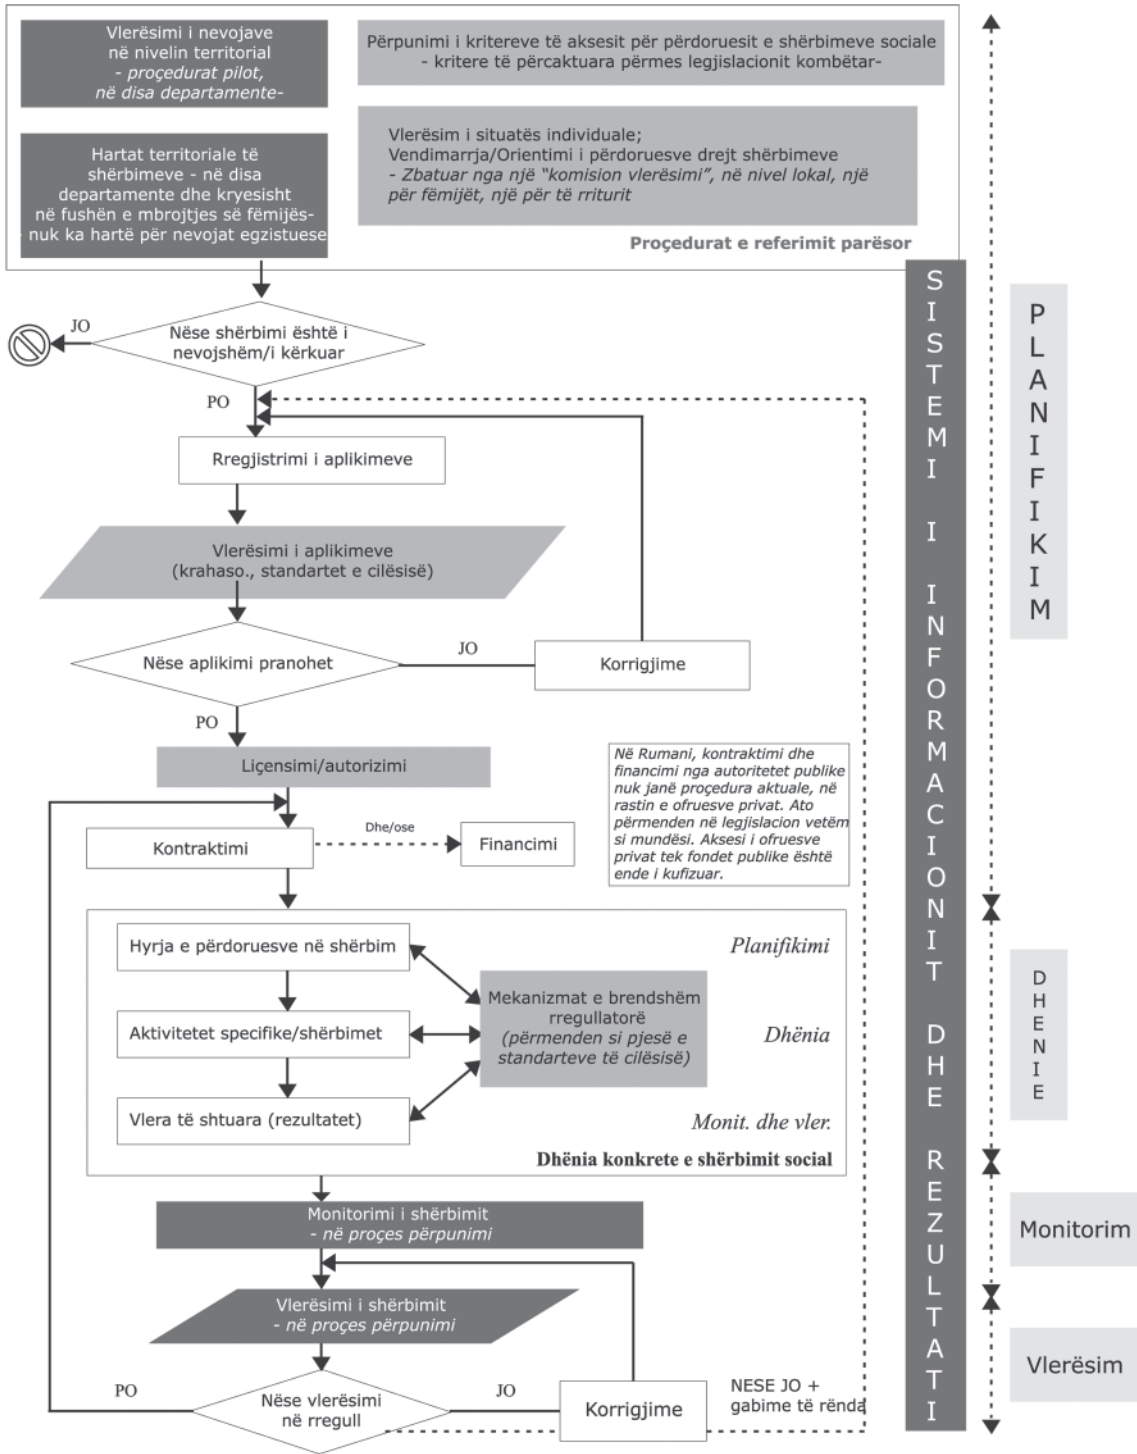 Vlerësimi i nevojave
në nivelin territorial
- proçedurat pilot,
në disa departamente-
Përpunimi i kritereve të aksesit për përdoruesit e shërbimeve sociale
- kritere të përcaktuara përmes legjislacionit kombëtar-
Hartat territoriale të
shërbimeve - në disa
departamente dhe kryesisht
në fushën e mbrojtjes së fëmijës-
- nuk ka hartë për nevojat egzistuese
Vlerësim i situatës individuale;
Vendimarrja/Orientimi i përdoruesve drejt shërbimeve
- Zbatuar nga një “komision vlerësimi”, në nivel lokal, një
për fëmijët, një për të rriturit
Proçedurat e referimit parësor
Nëse shërbimi është i
nevojshëm/i kërkuar
JO
PO
Rregjistrimi i aplikimeve
Vlerësimi i aplikimeve
(krahaso., standartet e cilësisë)
Nëse aplikimi pranohet
JO
Korrigjime
PO
Liçensimi/autorizimi
Kontraktimi
Dhe/ose
Financimi
Në Rumani, kontraktimi dhe
financimi nga autoritetet publike
nuk janë proçedura aktuale, në
rastin e ofruesve privat. Ato
përmenden në legjislacion vetëm
si mundësi. Aksesi i ofruesve
privat tek fondet publike është
ende i kufizuar.
Hyrja e përdoruesve në shërbim
Planifikimi
Mekanizmat e brendshëm
rregullatorë
(përmenden si pjesë e
standarteve të cilësisë)
Aktivitetet specifike/shërbimet
Dhënia
Vlera të shtuara (rezultatet)
Monit. dhe vler.
Dhënia konkrete e shërbimit social
Monitorimi i shërbimit
- në proçes përpunimi
Vlerësimi i shërbimit
- në proçes përpunimi
Nëse vlerësimi
në rregull
PO
JO
Korrigjime
NESE JO +
gabime të rënda
SISTEMI I INFORMACIONIT DHE REZULTATI
PLANIFIKIM
DHENIE
Monitorim
Vlerësim